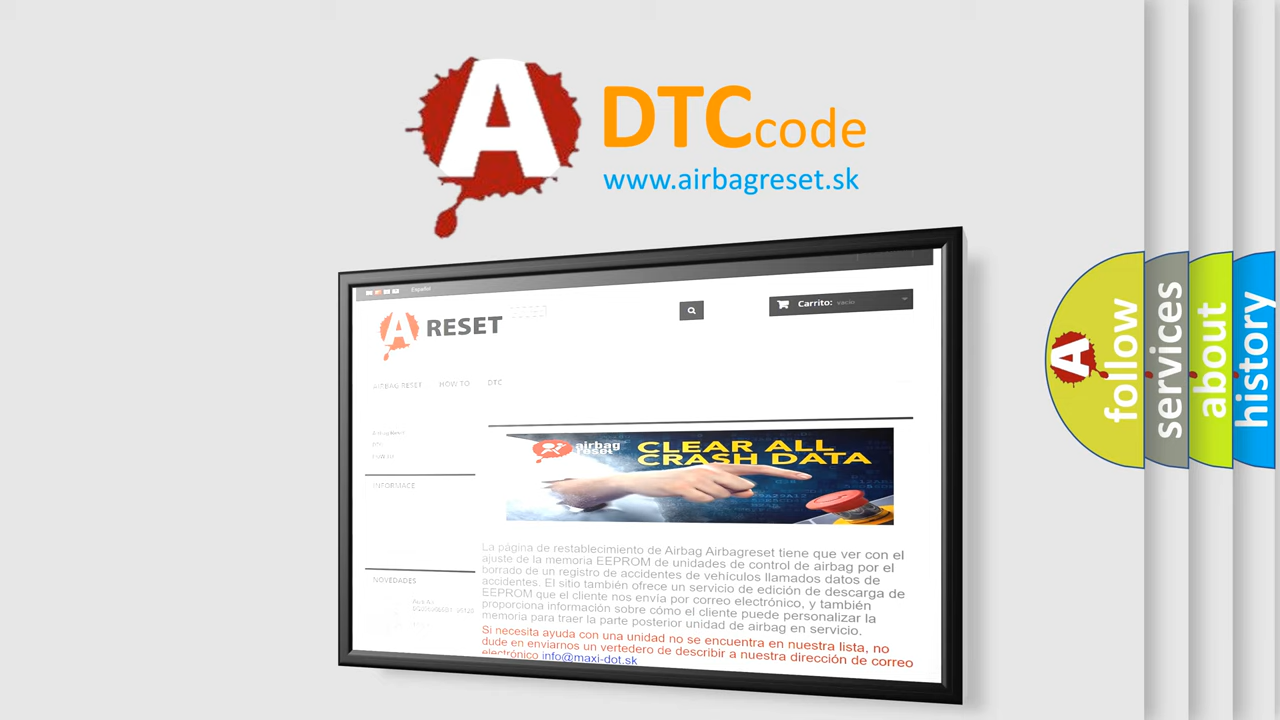 A DTCcode
www.airbagreset.sk
Español
A RESET
Carrito: vacío
AIRBAG RESET HOW TO DTC
INFORMACE
NOVEDADES
airbag
reset
CLEAR ALL
CRASH DATA
La página de restablecimiento de Airbag Airbagreset tiene que ver con el
ajuste de la memoria EEPROM de unidades de control de airbag por el
borrado de un registro de accidentes de vehículos llamados datos de
accidentes. El sitio también ofrece un servicio de edición de descarga de
EEPROM que el cliente nos envía por correo electrónico, y también
proporciona información sobre cómo el cliente puede personalizar la
memoria para traer la parte posterior unidad de airbag en servicio.
Si necesita ayuda con una unidad no se encuentra en nuestra lista, no
dude en enviarnos un vertedero de describir a nuestra dirección de correo
electrónico info@maxi-dot.sk
A follow
services
about
history